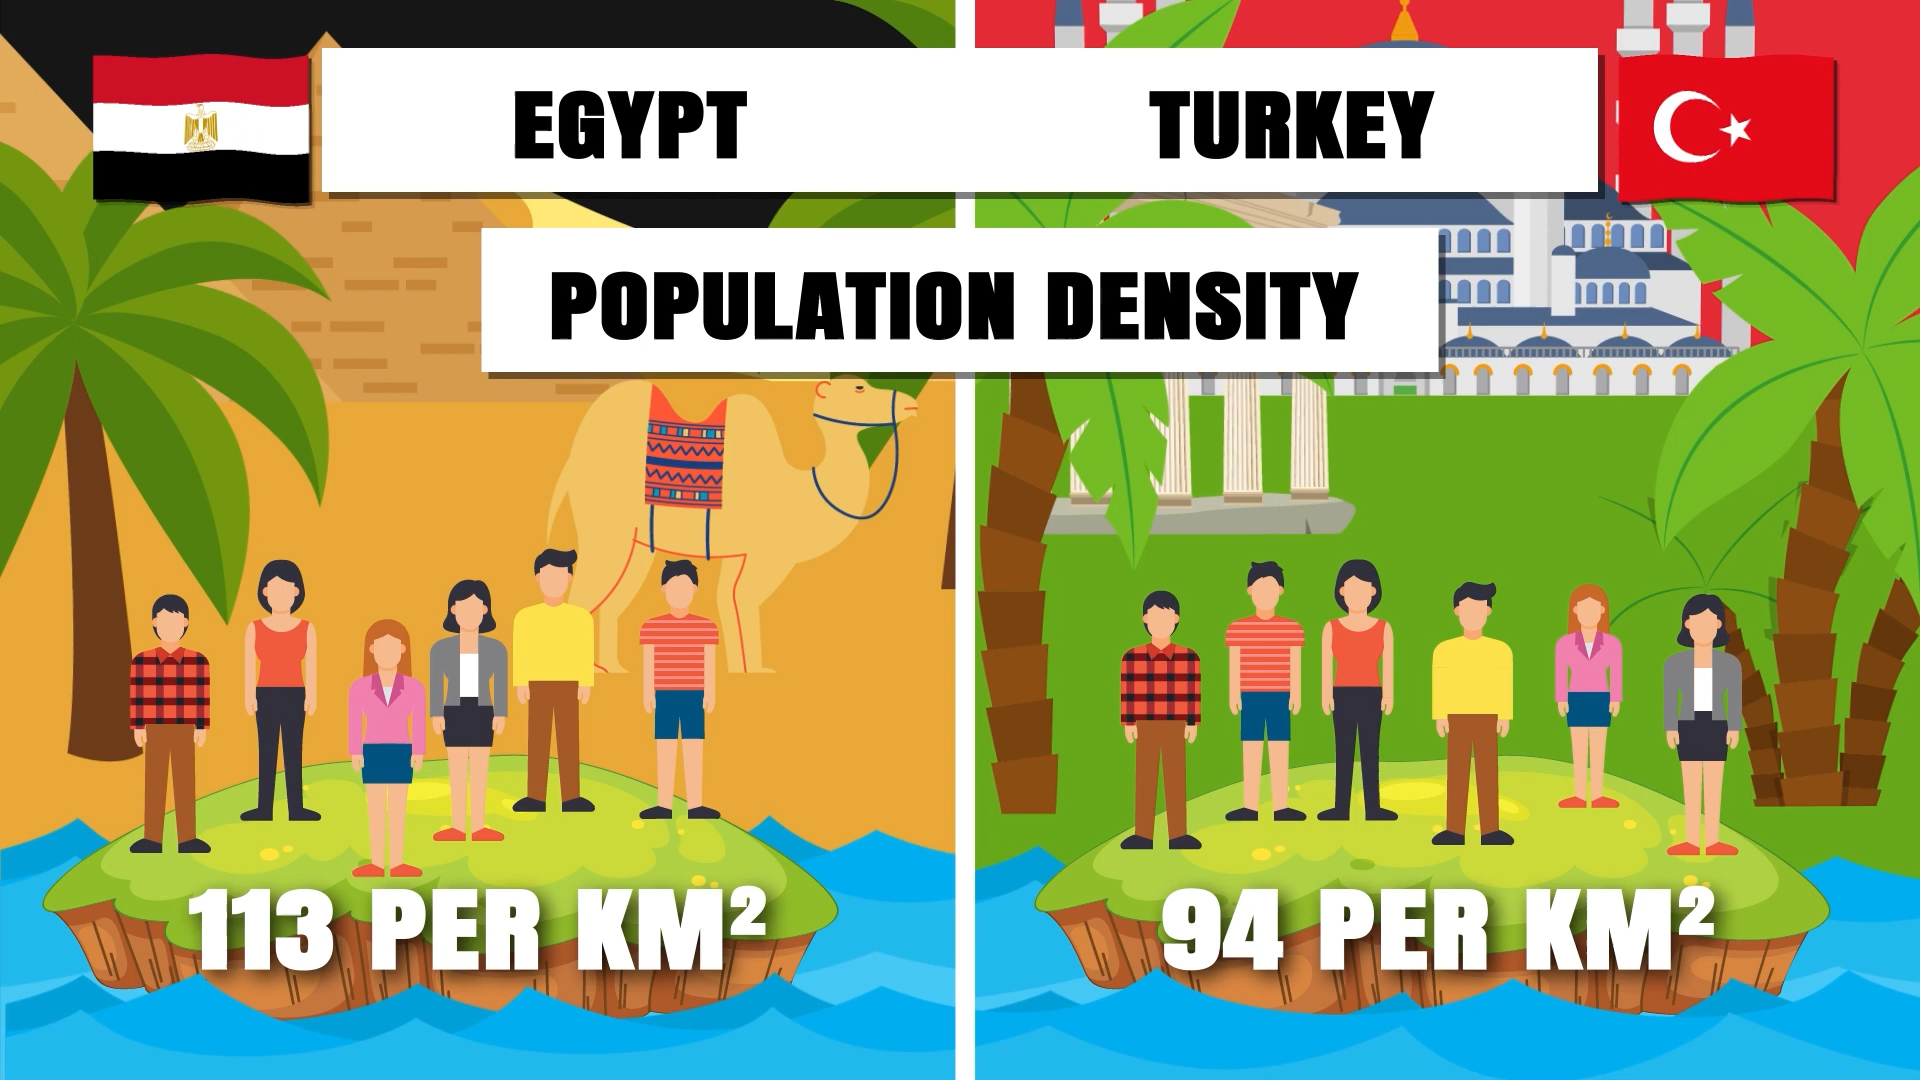 EGYPT
TURKEY
POPULATION DENSITY
113 PER KM²
94 PER KM²